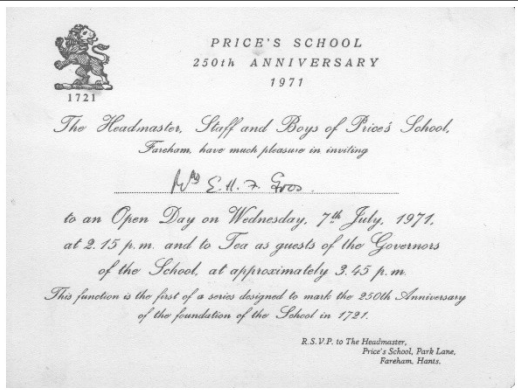 PRICE'S SCHOOL
250th ANNIVERSARY
1971
1721
The Headmaster, Staff and Boys of Price's School,
Fareham, have much pleasure in inviting
E. H. F.
to an Open Day on Wednesday, 7th July, 1971,
at 2.15 p.m. and to Tea as guests of the Governors
of the School, at approximately 3.45 p.m.
This function is the first of a series designed to mark the 250th Anniversary
of the foundation of the School in 1721.
R.S.V.P. to The Headmaster,
Price's School, Park Lane,
Fareham, Hants.